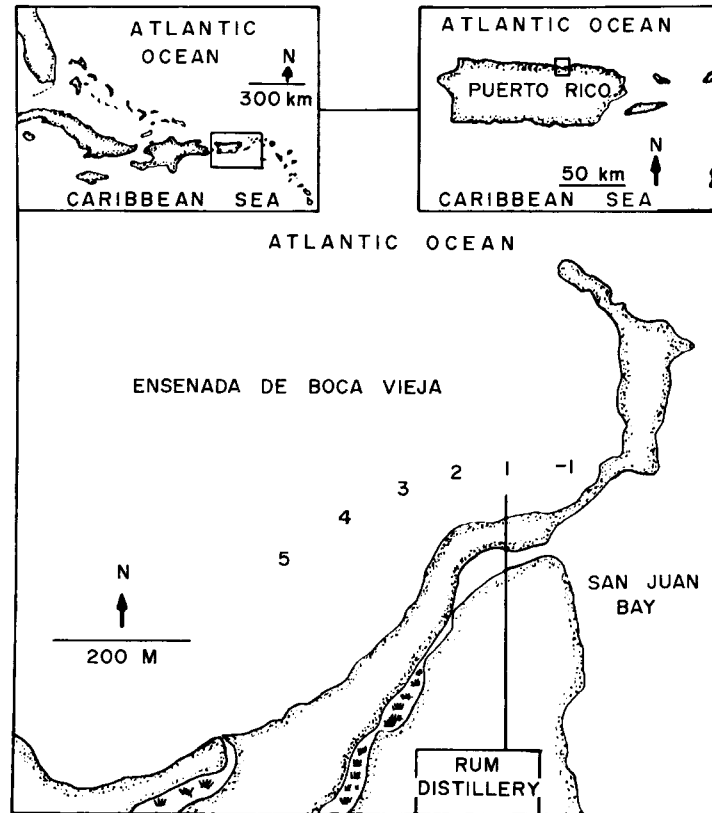 ATLANTIC
OCEAN
N
300 km
CARIBBEAN SEA
ATLANTIC OCEAN
PUERTO RICO
N
50 km
CARIBBEAN SEA
ATLANTIC OCEAN
ENSENADA DE BOCA VIEJA
5
4
3
2
1
-1
N
200 M
SAN JUAN
BAY
RUM
DISTILLERY